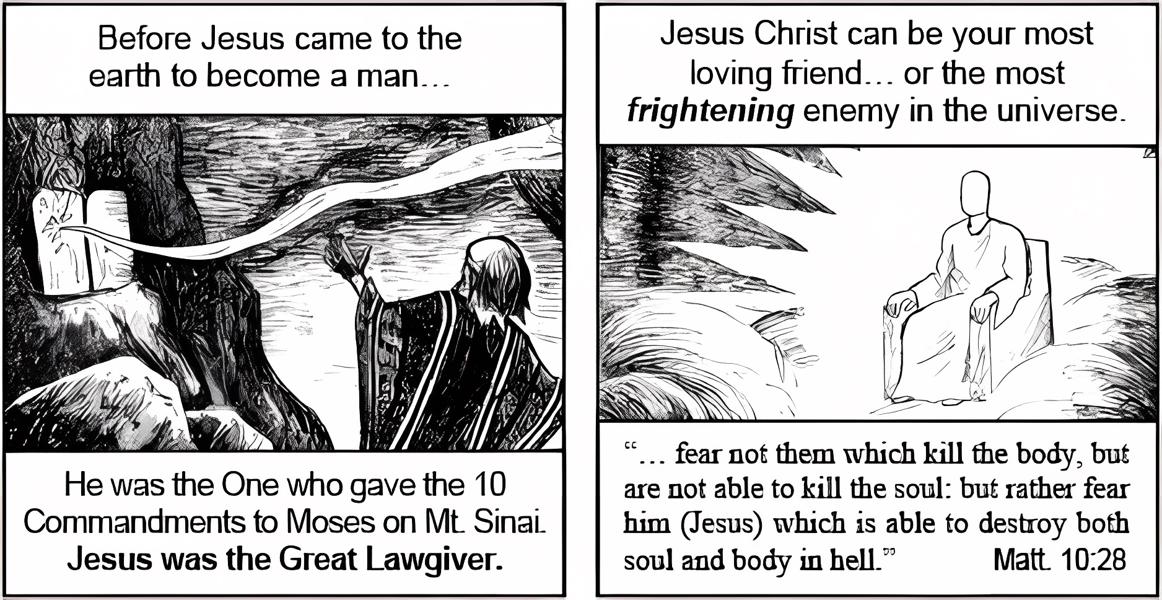 Before Jesus came to the
earth to become a man...
He was the One who gave the 10
Commandments to Moses on Mt. Sinai.
Jesus was the Great Lawgiver.
Jesus Christ can be your most
loving friend... or the most
frightening enemy in the universe.
“... fear not them which kill the body, but
are not able to kill the soul: but rather fear
him (Jesus) which is able to destroy both
soul and body in hell.” Matt. 10:28